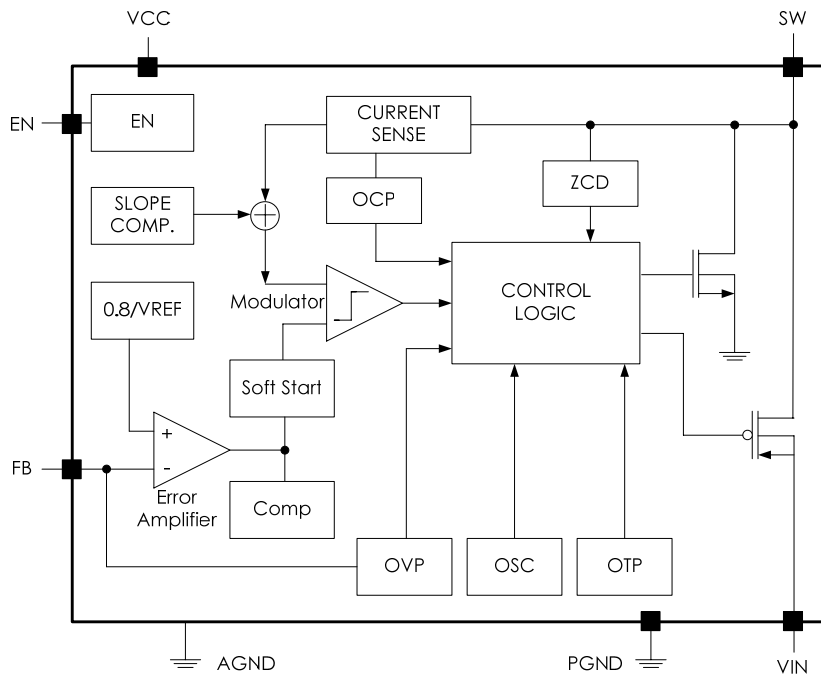 VCC
SW
EN
EN
CURRENT
SENSE
ZCD
OCP
SLOPE
COMP.
+
Modulator
CONTROL
LOGIC
0.8/VREF
Soft Start
+
-
FB
Error
Amplifier
Comp
OVP
OSC
OTP
AGND
PGND
VIN